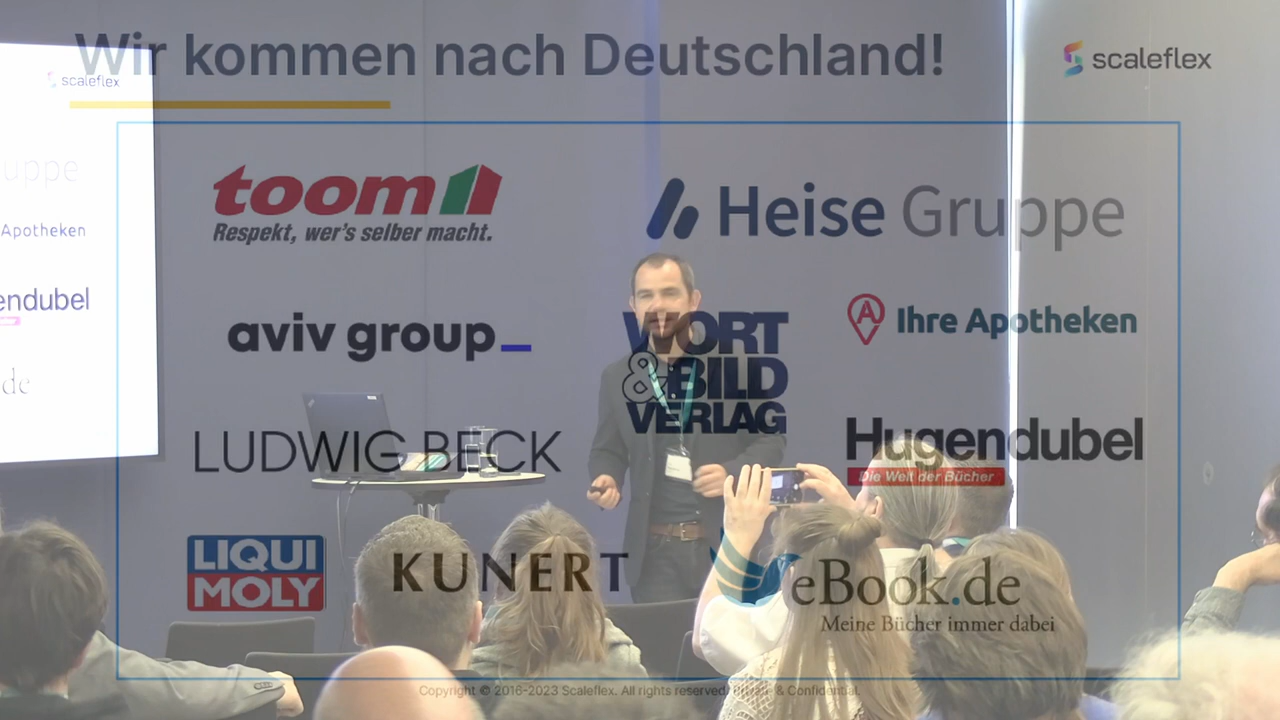 Wir kommen nach Deutschland!
scaleflex
scaleflex
toom
Respekt, wer's selber macht.
Heise Gruppe
uppe
aviv group_
WORT
&BILD
VERLAG
A Ihre Apotheken
Apotheken
endubel
LUDWIG BECK
Hugendubel
Die Welt der Bücher
de
LIQUI
MOLY
KUNERT
eBook.de
Meine Bücher immer dabei
Copyright © 2016-2023 Scaleflex. All rights reserved. & Confidential.